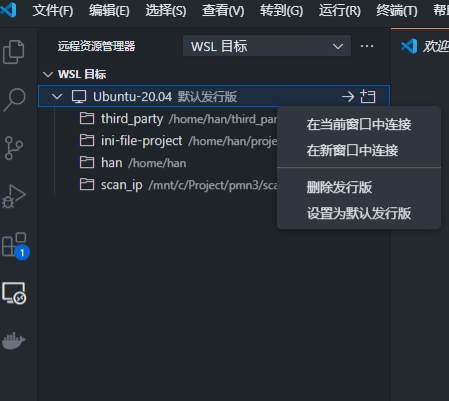 文件(F) 编辑(E) 选择(S) 查看(V) 转到(G) 运行(R) 终端(T) 帮
远程资源管理器 WSL 目标
WSL 目标
Ubuntu-20.04 默认发行版
third_party /home/han/third_par
ini-file-project /home/han/proje
han /home/han
scan_ip /mnt/c/Project/pmn3/sca
在当前窗口中连接
在新窗口中连接
删除发行版
设置为默认发行版
欢迎
1